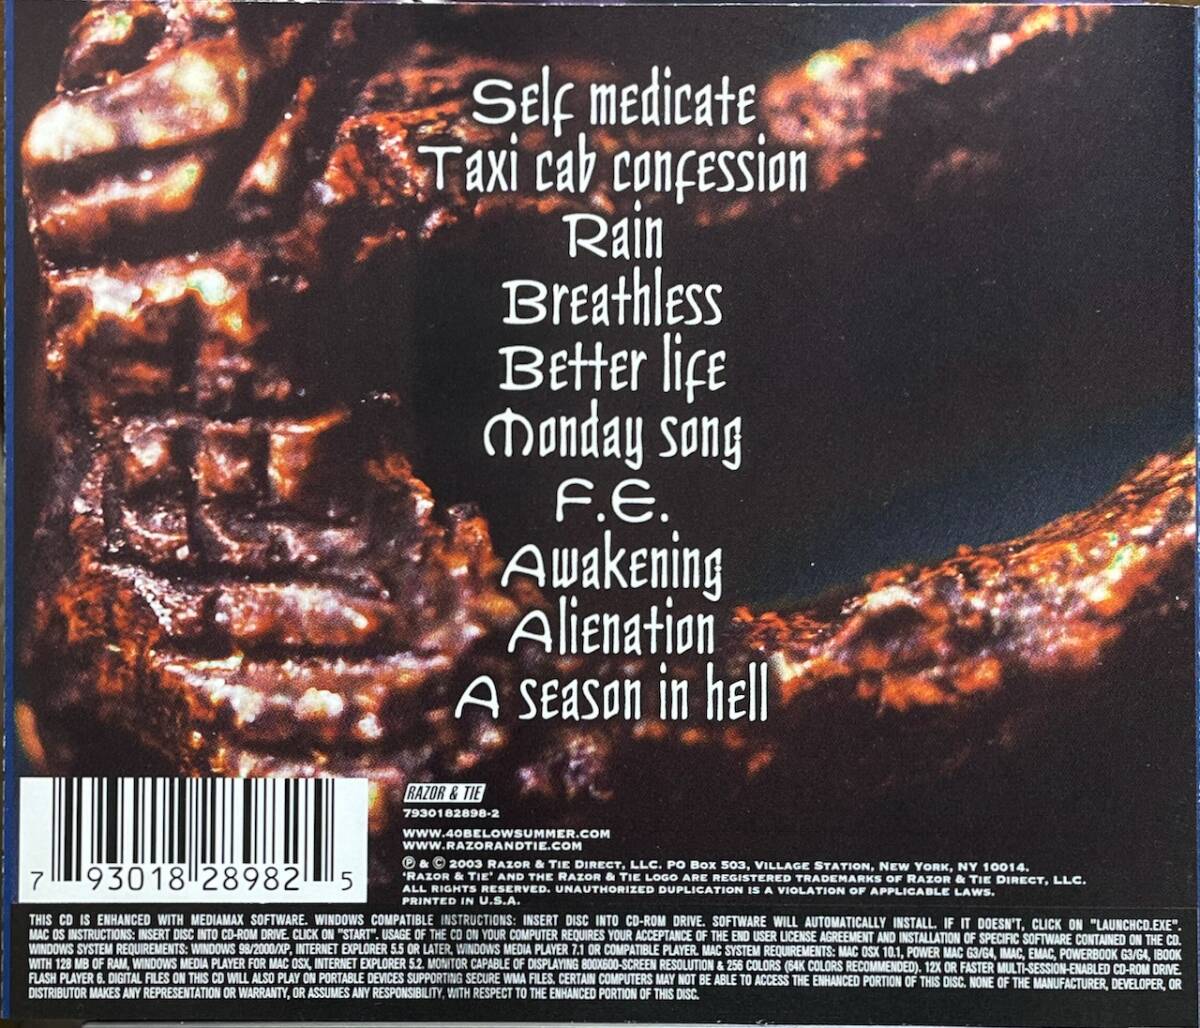 Self medicate
Taxi cab confession
Rain
Breathless
Better life
Monday song
F.E.
Awakening
Alienation
A season in hell
RAZOR & TIE
7930182898-2
WWW.40BELOWSUMMER.COM
WWW.RAZORANDTIE.COM
℗ & © 2003 RAZOR & TIE DIRECT, LLC. PO BOX 503, VILLAGE STATION, NEW YORK, NY 10014.
'RAZOR & TIE' AND THE RAZOR & TIE LOGO ARE REGISTERED TRADEMARKS OF RAZOR & TIE DIRECT, LLC.
ALL RIGHTS RESERVED. UNAUTHORIZED DUPLICATION IS A VIOLATION OF APPLICABLE LAWS.
PRINTED IN U.S.A.
7 93018 28982 5
THIS CD IS ENHANCED WITH MEDIAMAX SOFTWARE. WINDOWS COMPATIBLE INSTRUCTIONS: INSERT DISC INTO CD-ROM DRIVE. SOFTWARE WILL AUTOMATICALLY INSTALL. IF IT DOESN'T, CLICK ON "LAUNCHCD.EXE".
MAC OS INSTRUCTIONS: INSERT DISC INTO CD-ROM DRIVE. CLICK ON "START". USAGE OF THE CD ON YOUR COMPUTER REQUIRES YOUR ACCEPTANCE OF THE END USER LICENSE AGREEMENT AND INSTALLATION OF SPECIFIC SOFTWARE CONTAINED ON THE CD.
WINDOWS SYSTEM REQUIREMENTS: WINDOWS 98/2000/XP, INTERNET EXPLORER 5.5 OR LATER, WINDOWS MEDIA PLAYER 7.1 OR COMPATIBLE PLAYER. MAC SYSTEM REQUIREMENTS: MAC OSX 10.1, POWER MAC G3/G4, IMAC, EMAC, POWERBOOK G3/G4, IBOOK
WITH 128 MB OF RAM, WINDOWS MEDIA PLAYER FOR MAC OSX, INTERNET EXPLORER 5.2. MONITOR CAPABLE OF DISPLAYING 800X600-SCREEN RESOLUTION & 256 COLORS (64K COLORS RECOMMENDED). 12X OR FASTER MULTI-SESSION-ENABLED CD-ROM DRIVE.
FLASH PLAYER 6. DIGITAL FILES ON THIS CD WILL ALSO PLAY ON PORTABLE DEVICES SUPPORTING SECURE WMA FILES. CERTAIN COMPUTERS MAY NOT BE ABLE TO ACCESS THE ENHANCED PORTION OF THIS DISC. NONE OF THE MANUFACTURER, DEVELOPER, OR
DISTRIBUTOR MAKES ANY REPRESENTATION OR WARRANTY, OR ASSUMES ANY RESPONSIBILITY, WITH RESPECT TO THE ENHANCED PORTION OF THIS DISC.